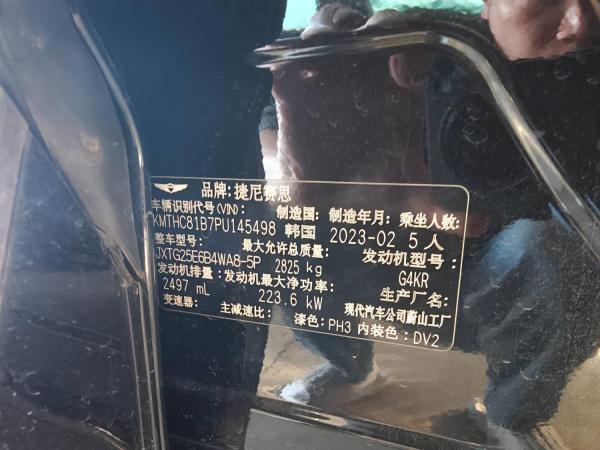 品牌:捷尼赛思
车辆识别代号(VIN): 制造国: 制造年月: 乘坐人数:
KMTHC81B7PU145498 韩国 2023-02 5人
整车型号: 最大允许总质量: 发动机型号:
JXTG25E6B4WA8-5P 2825 kg G4KR
发动机排量: 发动机最大净功率: 生产厂名:
2497 mL 223.6 kW 现代汽车公司蔚山工厂
变速器: 主减速比: 漆色:PH3 内装色:DV2